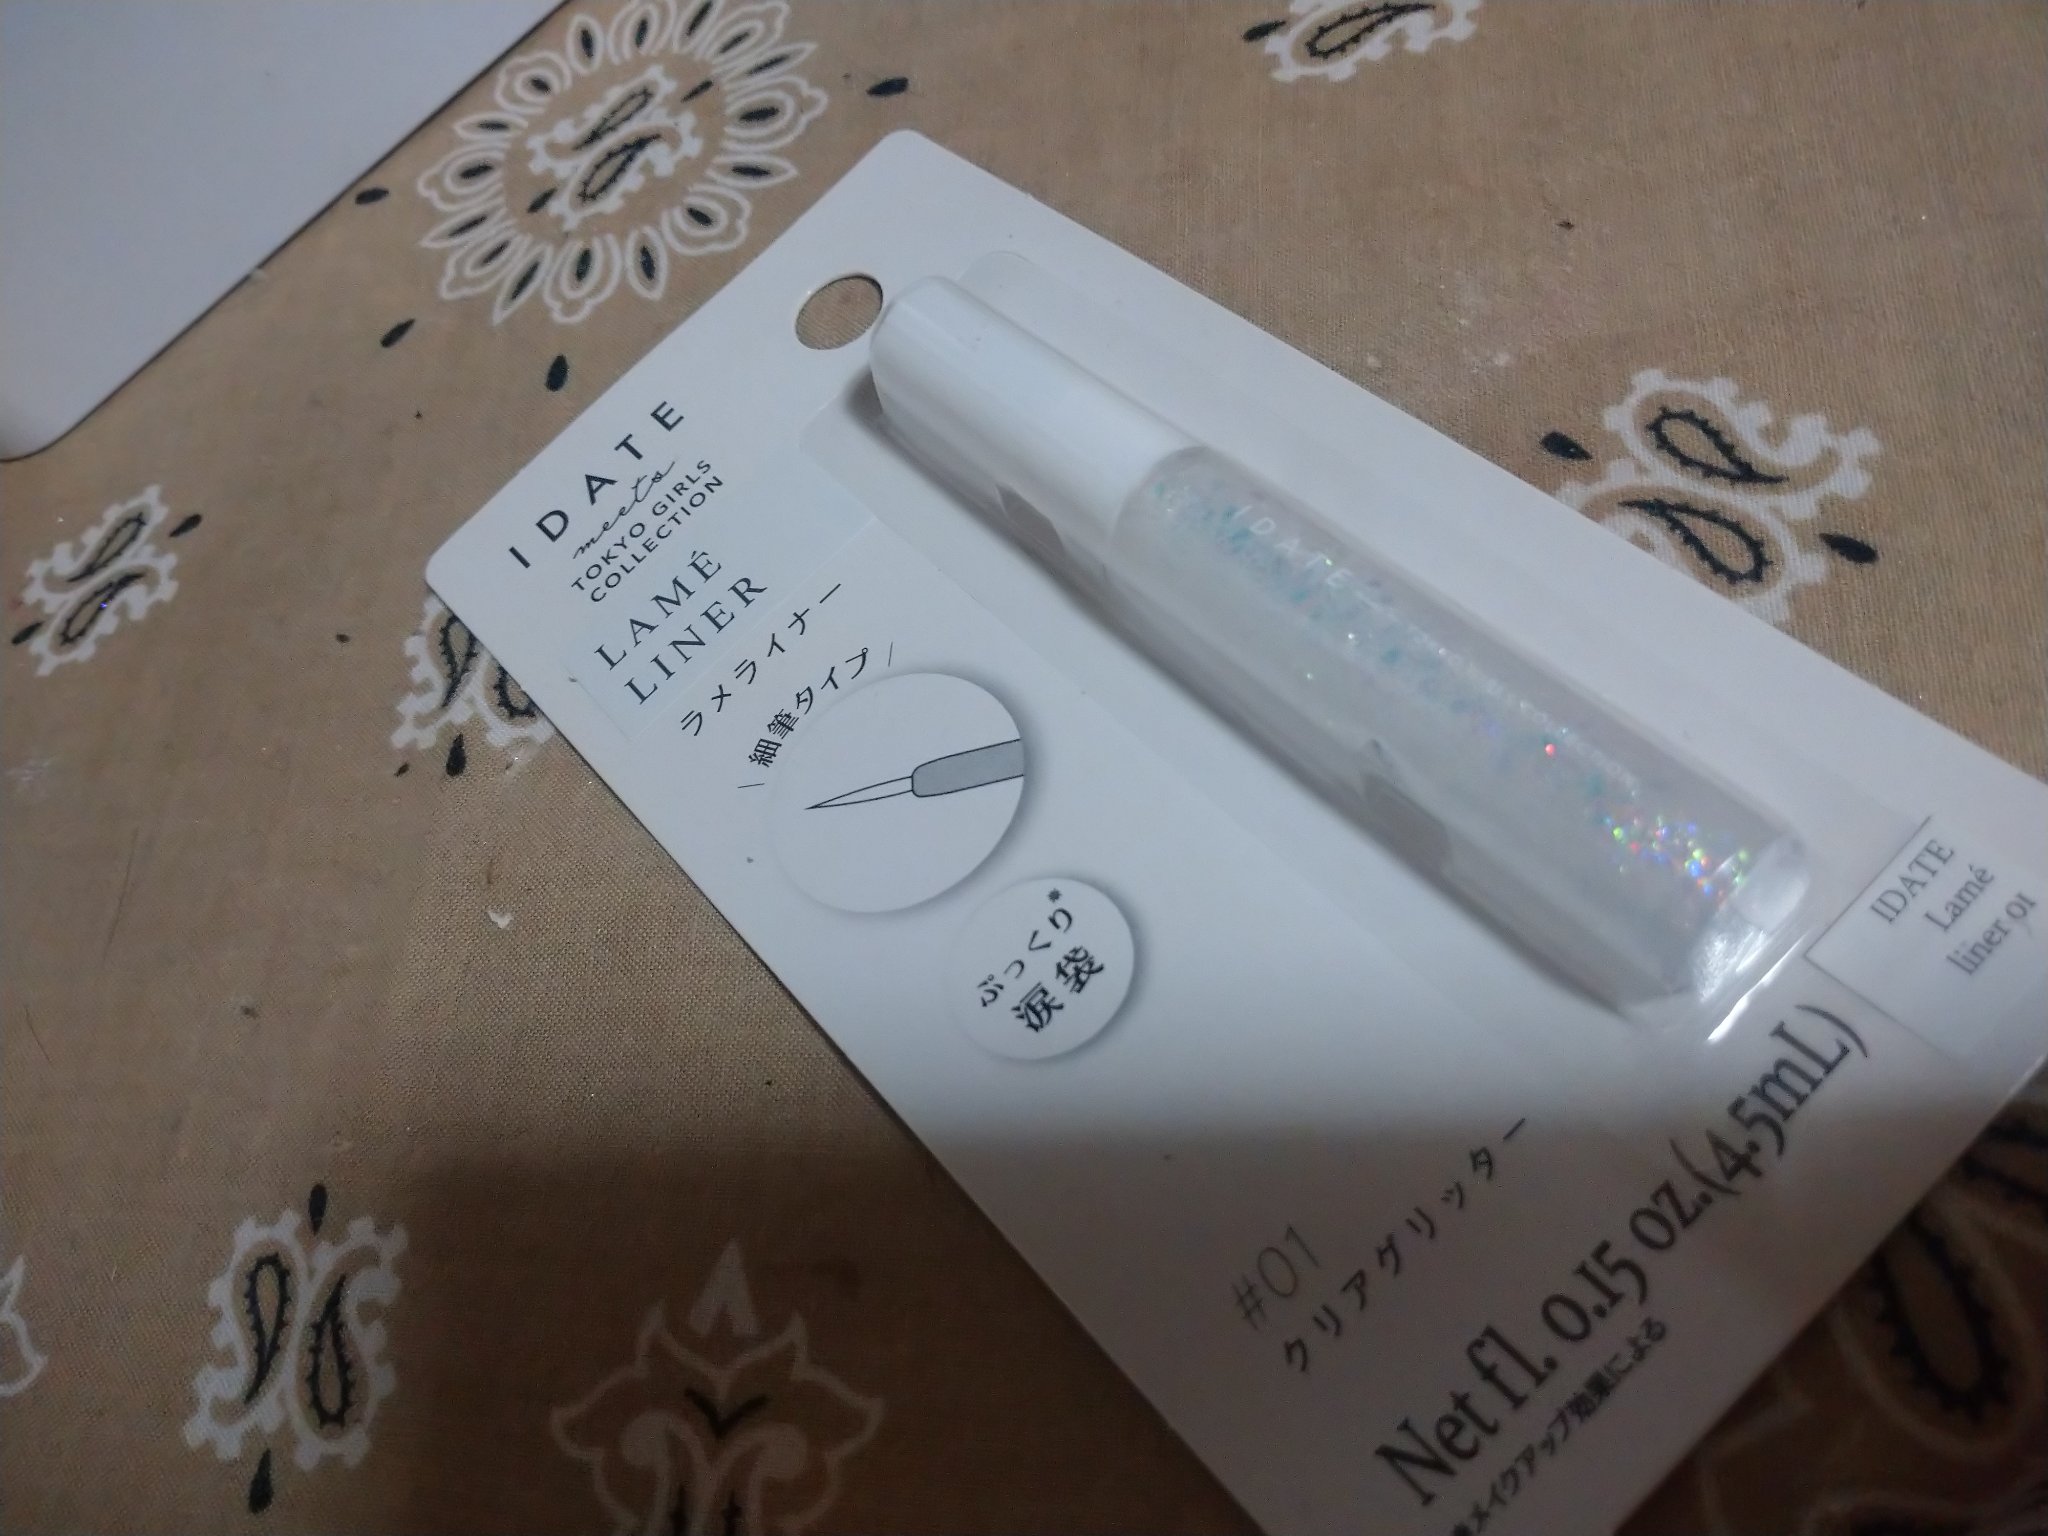 IDATE
meets
TOKYO GIRLS
COLLECTION
LAMÉ
LINER
ラメライナー
\ 細筆タイプ /
ぷっくり※
涙袋
IDATE
IDATE
Lamé
liner 01
#01
クリアグリッター
Net fl. 0.15 oz.(4.5mL)
※メイクアップ効果による